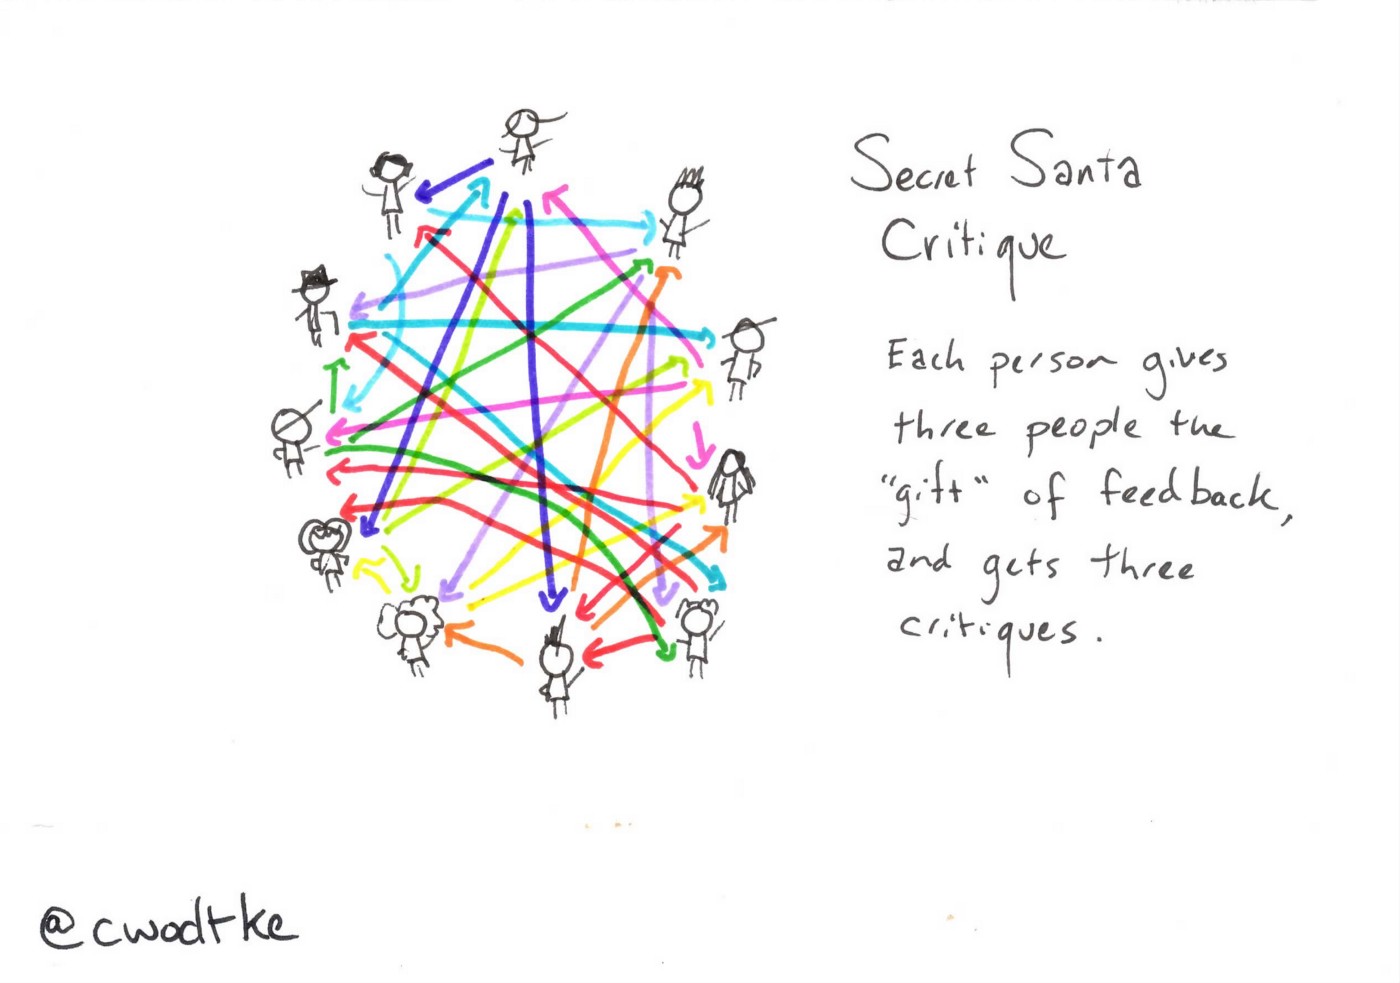 Secret Santa
Critique
Each person gives
three people the
"gift" of feedback,
and gets three
critiques.
@cwodtke